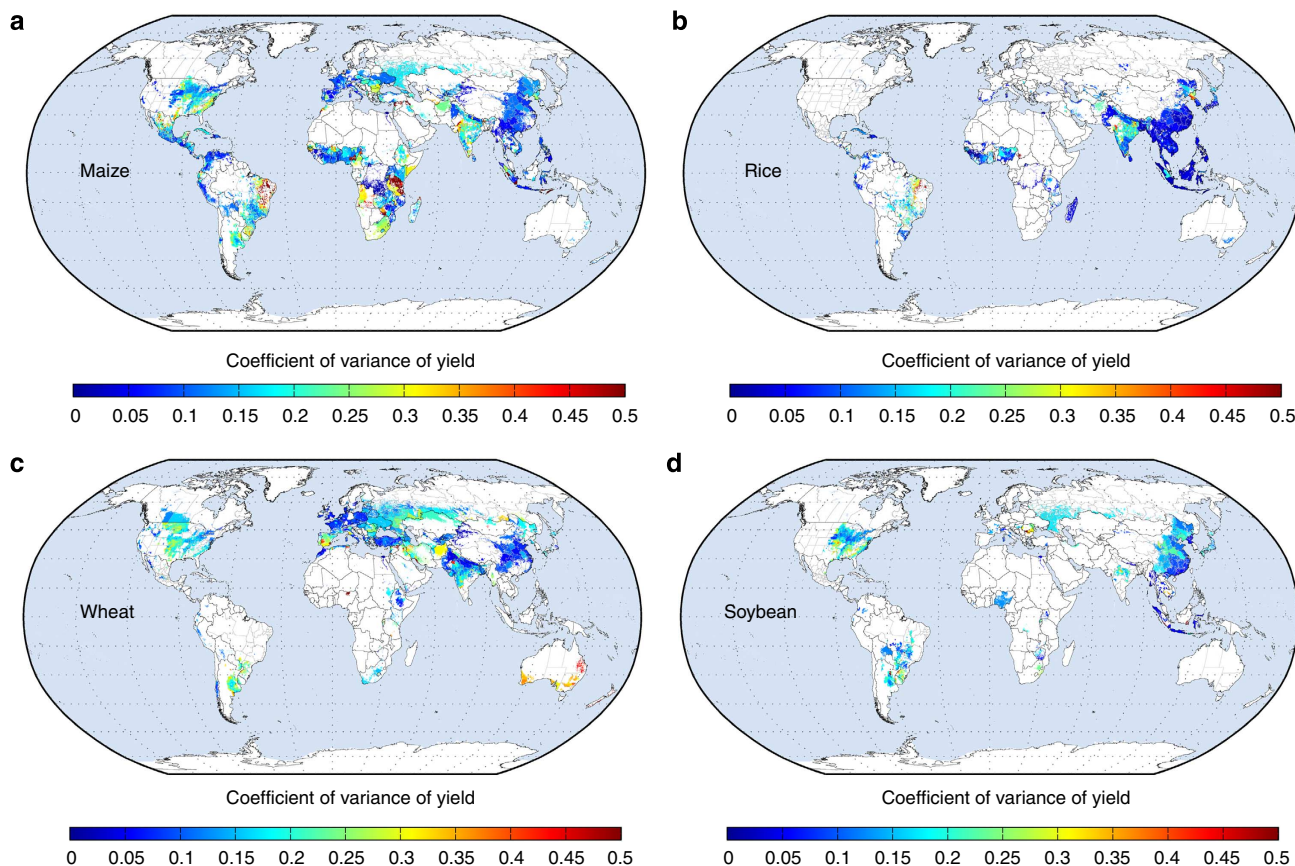 a
b
Maize
Rice
Coefficient of variance of yield
Coefficient of variance of yield
0 0.05 0.1 0.15 0.2 0.25 0.3 0.35 0.4 0.45 0.5
0 0.05 0.1 0.15 0.2 0.25 0.3 0.35 0.4 0.45 0.5
c
d
Wheat
Soybean
Coefficient of variance of yield
Coefficient of variance of yield
0 0.05 0.1 0.15 0.2 0.25 0.3 0.35 0.4 0.45 0.5
0 0.05 0.1 0.15 0.2 0.25 0.3 0.35 0.4 0.45 0.5